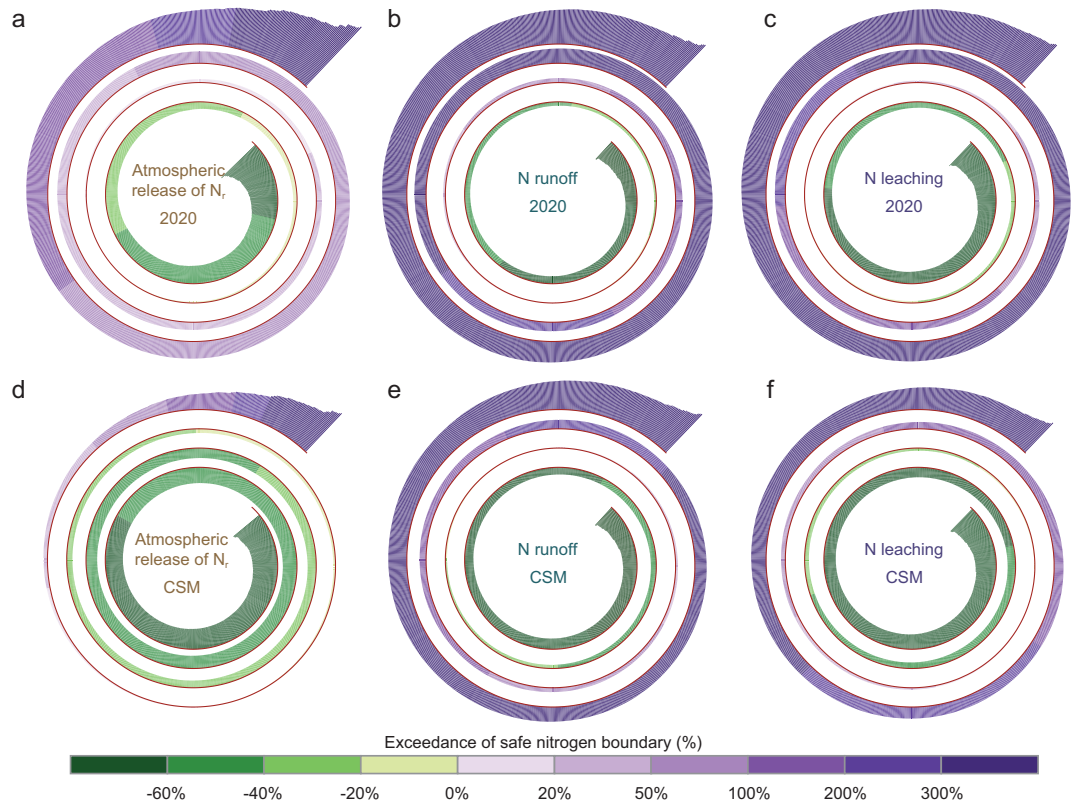 a
b
c
Atmospheric
release of Nr
2020
N runoff
2020
N leaching
2020
d
e
f
Atmospheric
release of Nr
CSM
N runoff
CSM
N leaching
CSM
Exceedance of safe nitrogen boundary (%)
-60% -40% -20% 0% 20% 50% 100% 200% 300%